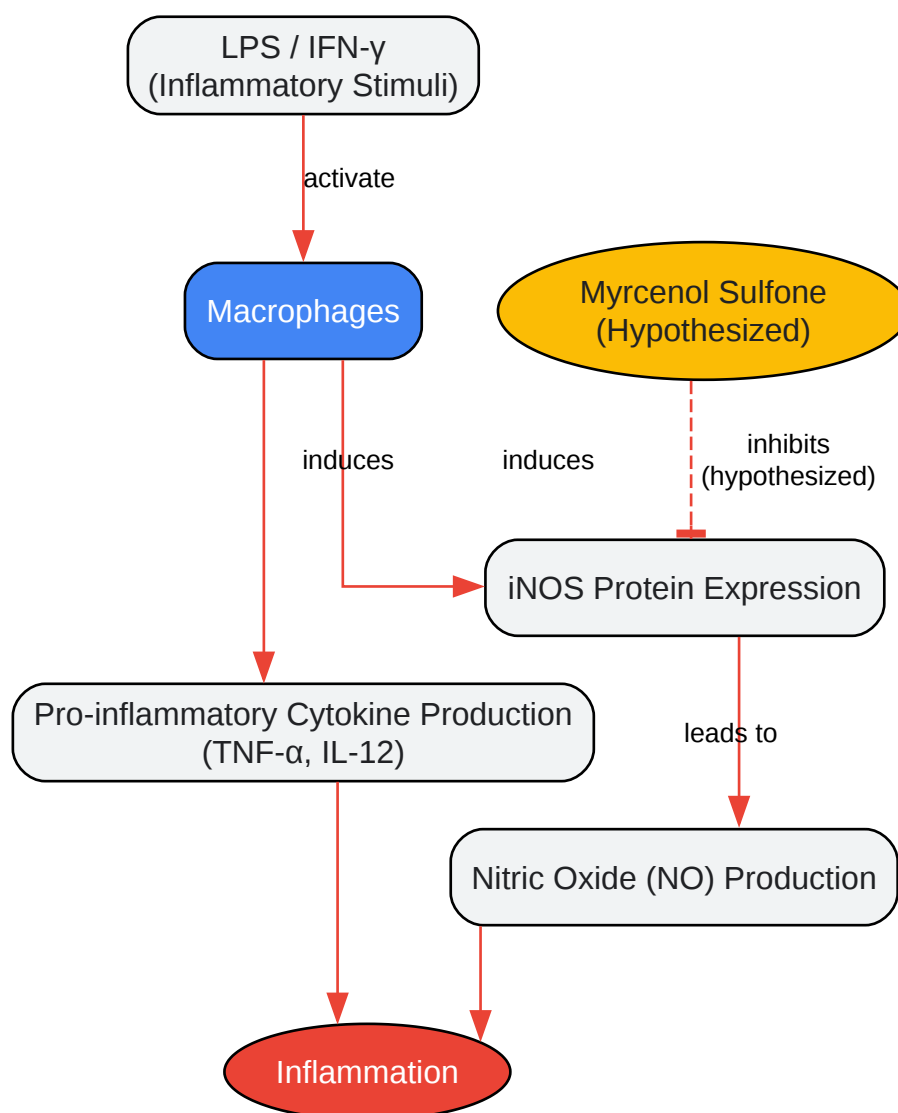 LPS / IFN-γ
(Inflammatory Stimuli)
activate
Macrophages
Myrcenol Sulfone
(Hypothesized)
induces
induces
inhibits
(hypothesized)
iNOS Protein Expression
Pro-inflammatory Cytokine Production
(TNF-α, IL-12)
leads to
Nitric Oxide (NO) Production
Inflammation